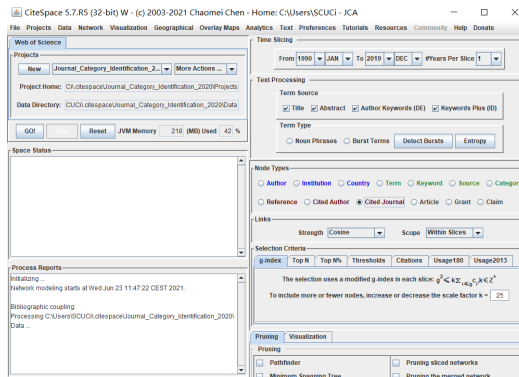 CiteSpace 5.7.R5 (32-bit) W - (c) 2003-2021 Chaomei Chen - Home: C:\Users\SCUCi - JCA
File Projects Data Network Visualization Geographical Overlay Maps Analytics Text Preferences Tutorials Resources Community Help Donate
Web of Science
Projects
New Journal_Category_Identification_2... More Actions ...
Project Home: Ci\.citespace\Journal_Category_Identification_2020\Projects
Data Directory: CUCi\.citespace\Journal_Category_Identification_2020\Data
GO! Stop Reset JVM Memory 218 (MB) Used 42 %
Space Status
Process Reports
Initializing ...
Network modeling starts at Wed Jun 23 11:47:22 CEST 2021.
Bibliographic coupling:
Processing C:\Users\SCUCi\.citespace\Journal_Category_Identification_2020\
Data ...
Time Slicing
From 1990 JAN To 2019 DEC #Years Per Slice 1
Text Processing
Term Source
Title Abstract Author Keywords (DE) Keywords Plus (ID)
Term Type
Noun Phrases Burst Terms Detect Bursts Entropy
Node Types
Author Institution Country Term Keyword Source Categor
Reference Cited Author Cited Journal Article Grant Claim
Links
Strength Cosine Scope Within Slices
Selection Criteria
g-index Top N Top N% Thresholds Citations Usage180 Usage2013
The selection uses a modified g-index in each slice: g² ≤ kΣ i≤g ci, k∈Z⁺
To include more or fewer nodes, increase or decrease the scale factor k = 25
Pruning Visualization
Pruning
Pathfinder Pruning sliced networks
Minimum Spanning Tree Pruning the merged network